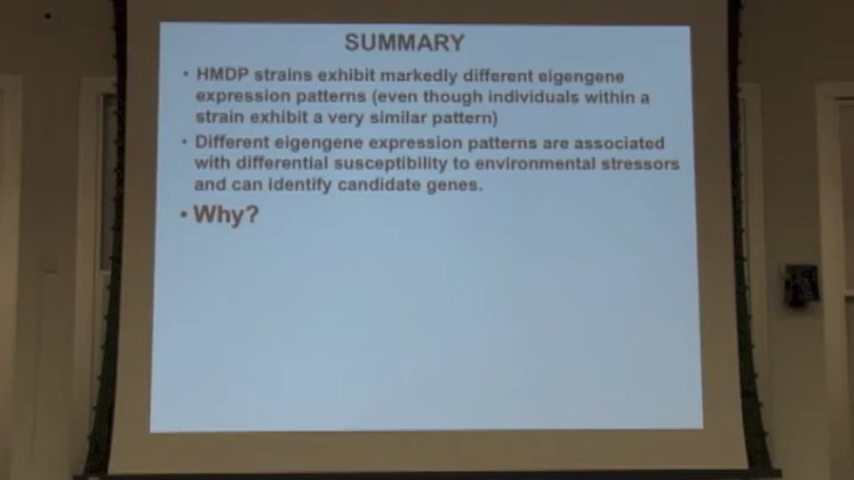 SUMMARY
• HMDP strains exhibit markedly different eigengene
expression patterns (even though individuals within a
strain exhibit a very similar pattern)
• Different eigengene expression patterns are associated
with differential susceptibility to environmental stressors
and can identify candidate genes.
• Why?